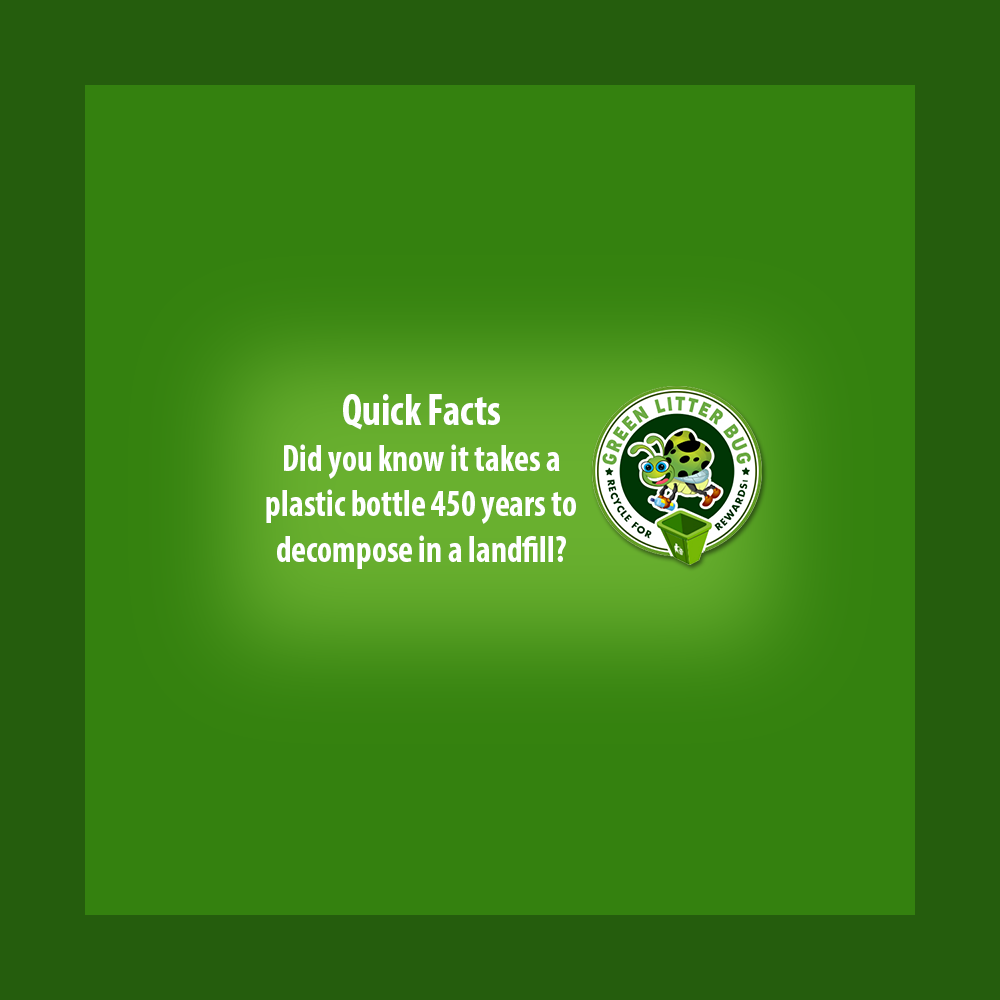 Quick Facts
Did you know it takes a
plastic bottle 450 years to
decompose in a landfill?
GREEN LITTER BUG
★ RECYCLE FOR REWARDS! ★